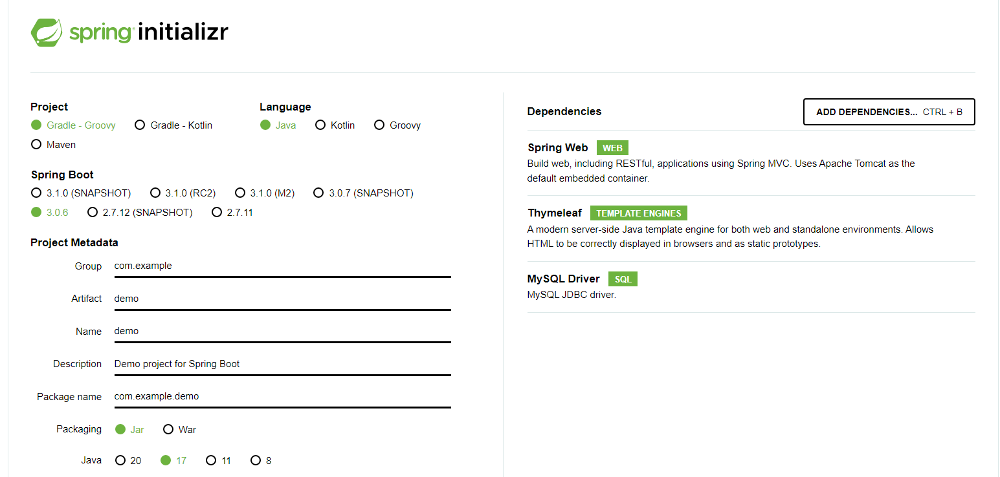 spring initializr
Project
Gradle - Groovy Gradle - Kotlin
Maven
Language
Java Kotlin Groovy
Spring Boot
3.1.0 (SNAPSHOT) 3.1.0 (RC2) 3.1.0 (M2) 3.0.7 (SNAPSHOT)
3.0.6 2.7.12 (SNAPSHOT) 2.7.11
Project Metadata
Group com.example
Artifact demo
Name demo
Description Demo project for Spring Boot
Package name com.example.demo
Packaging Jar War
Java 20 17 11 8
Dependencies
ADD DEPENDENCIES... CTRL + B
Spring Web WEB
Build web, including RESTful, applications using Spring MVC. Uses Apache Tomcat as the
default embedded container.
Thymeleaf TEMPLATE ENGINES
A modern server-side Java template engine for both web and standalone environments. Allows
HTML to be correctly displayed in browsers and as static prototypes.
MySQL Driver SQL
MySQL JDBC driver.